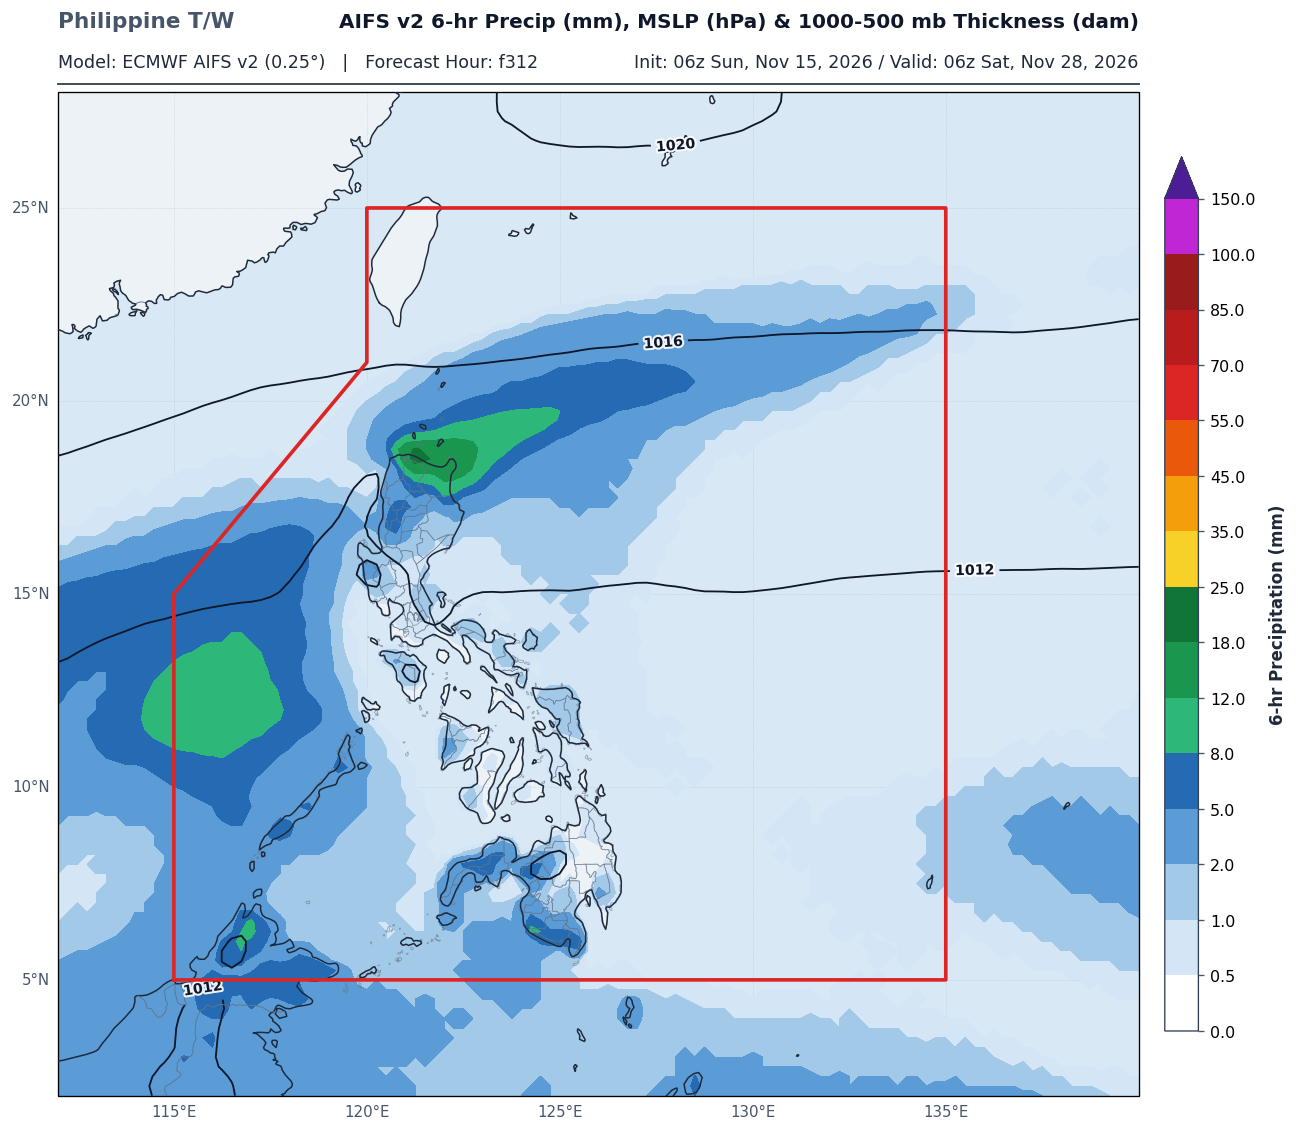 Philippine T/W
AIFS v2 6-hr Precip (mm), MSLP (hPa) & 1000-500 mb Thickness (dam)
Model: ECMWF AIFS v2 (0.25°) | Forecast Hour: f312
Init: 06z Sun, Nov 15, 2026 / Valid: 06z Sat, Nov 28, 2026
1020
1016
1012
1012
25°N
20°N
15°N
10°N
5°N
115°E
120°E
125°E
130°E
135°E
150.0
100.0
85.0
70.0
55.0
45.0
35.0
25.0
18.0
12.0
8.0
5.0
2.0
1.0
0.5
0.0
6-hr Precipitation (mm)